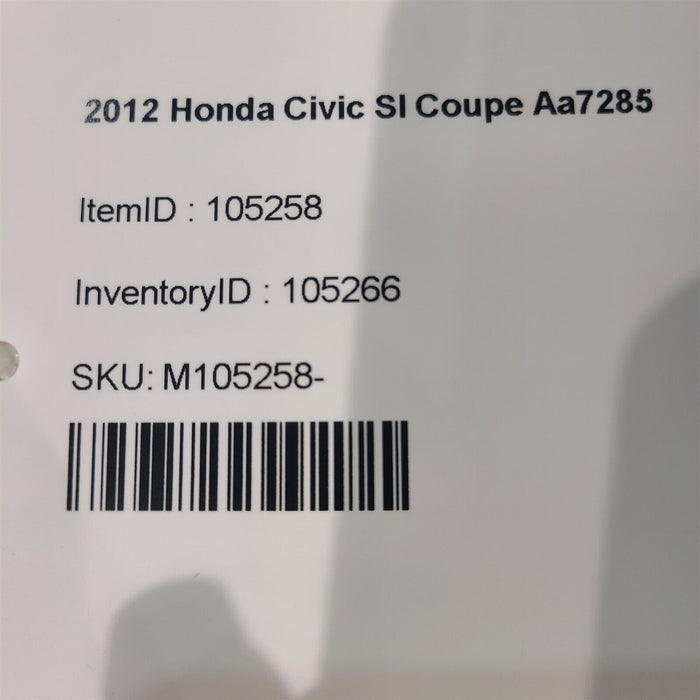 2012 Honda Civic SI Coupe Aa7285
ItemID : 105258
InventoryID : 105266
SKU: M105258-